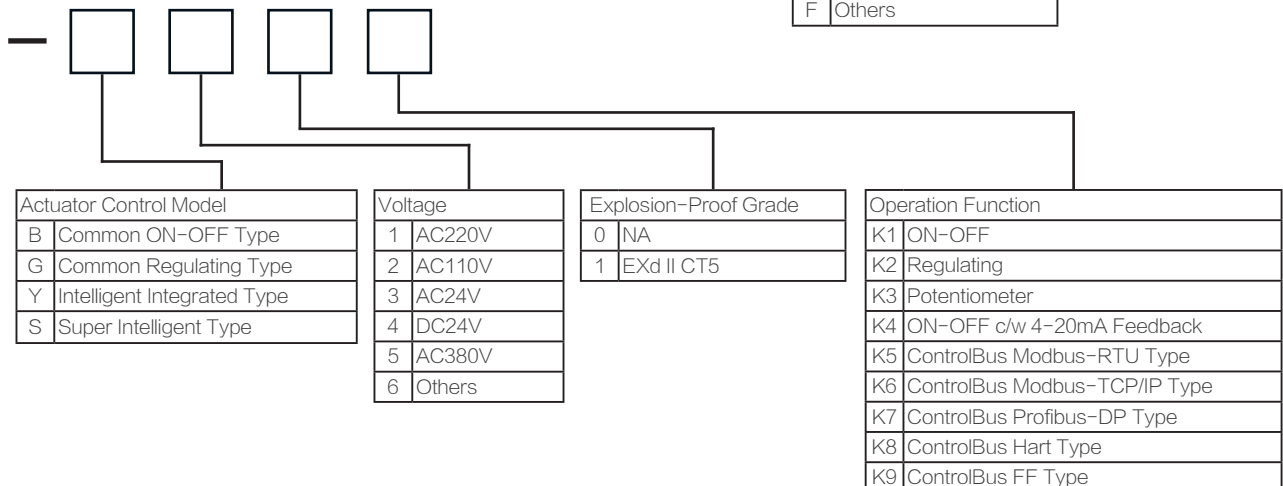 F Others
Actuator Control Model
B Common ON-OFF Type
G Common Regulating Type
Y Intelligent Integrated Type
S Super Intelligent Type
Voltage
1 AC220V
2 AC110V
3 AC24V
4 DC24V
5 AC380V
6 Others
Explosion-Proof Grade
0 NA
1 EXd II CT5
Operation Function
K1 ON-OFF
K2 Regulating
K3 Potentiometer
K4 ON-OFF c/w 4-20mA Feedback
K5 ControlBus Modbus-RTU Type
K6 ControlBus Modbus-TCP/IP Type
K7 ControlBus Profibus-DP Type
K8 ControlBus Hart Type
K9 ControlBus FF Type